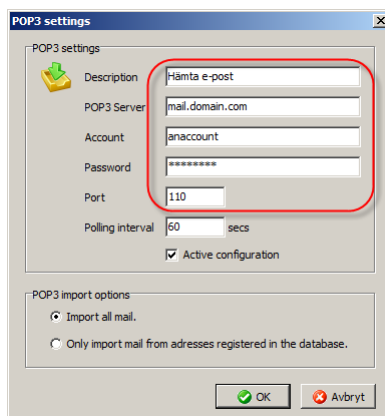 POP3 settings
POP3 settings
Description Hämta e-post
POP3 Server mail.domain.com
Account anaccount
Password ********
Port 110
Polling interval 60 secs
Active configuration
POP3 import options
Import all mail.
Only import mail from adresses registered in the database.
OK Avbryt